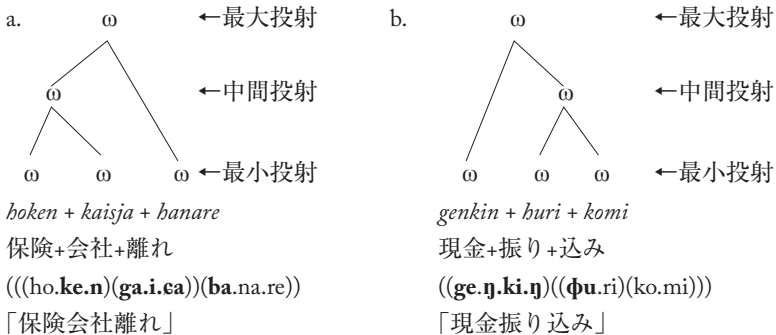 a. ω ←最大投射 b. ω ←最大投射
ω ←中間投射 ω ←中間投射
ω ω ω ←最小投射 ω ω ω ←最小投射
hoken + kaisja + hanare genkin + huri + komi
保険+会社+離れ 現金+振り+込み
(((ho.ke.n)(ga.i.ɕa))(ba.na.re)) ((ge.ŋ.ki.ŋ)((ɸu.ri)(ko.mi)))
「保険会社離れ」 「現金振り込み」